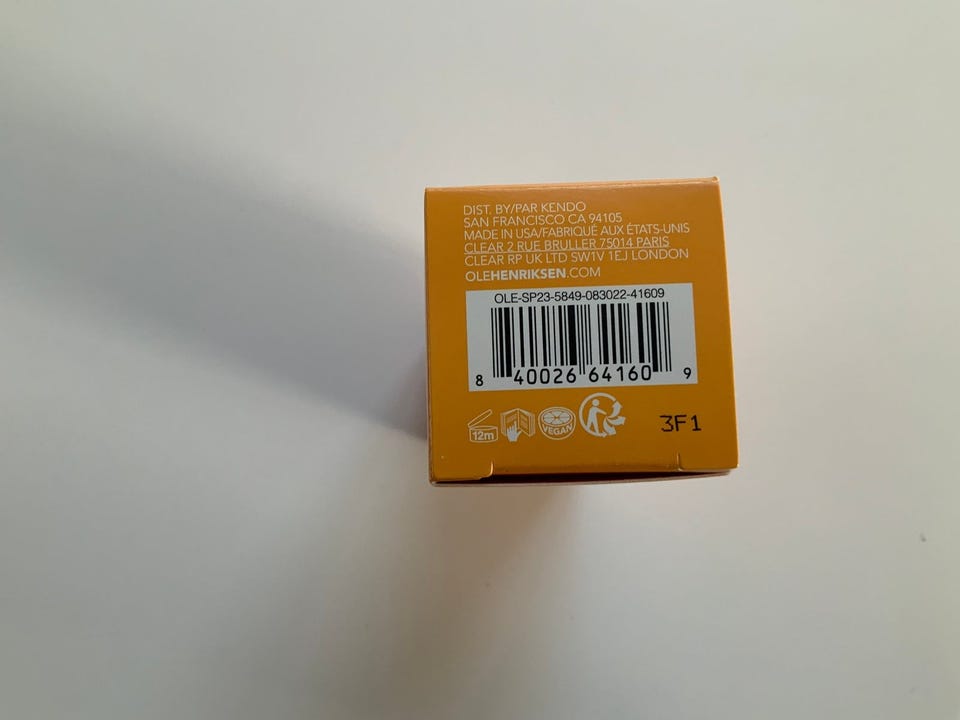 DIST. BY/PAR KENDO
SAN FRANCISCO CA 94105
MADE IN USA/FABRIQUÉ AUX ÉTATS-UNIS
CLEAR 2 RUE BRULLER 75014 PARIS
CLEAR RP UK LTD SW1V 1EJ LONDON
OLEHENRIKSEN.COM
OLE-SP23-5849-083022-41609
8 40026 64160 9
12m
VEGAN
3F1